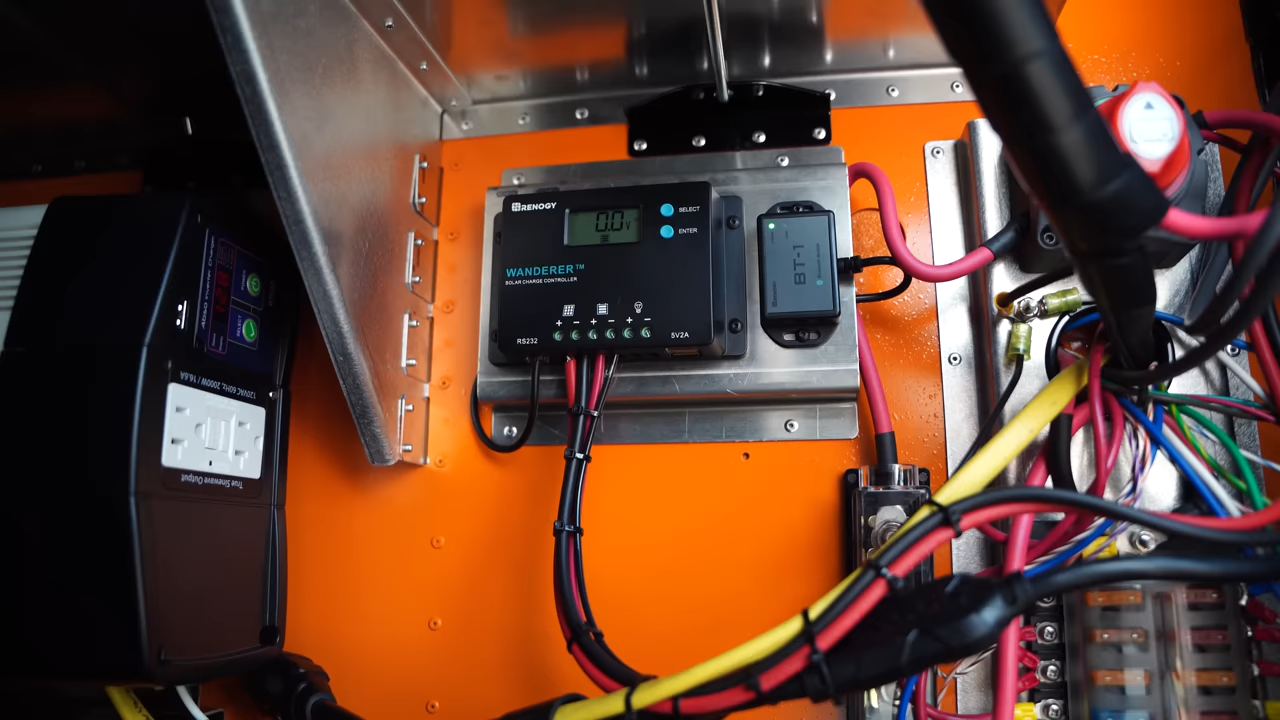 RENOGY
0.0V
SELECT
ENTER
WANDERER™
SOLAR CHARGE CONTROLLER
+ - + - + -
RS232
5V2A
BT-1
120VAC 60Hz, 2000W / 16.6A
True Sinewave Output